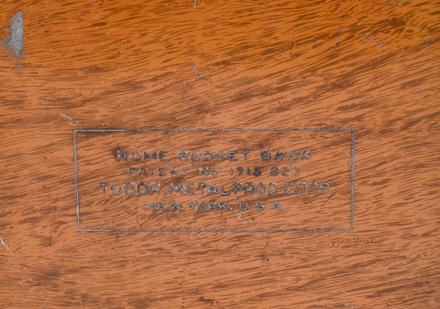 HOME BUDGET BANK
PATENT No.
TUDOR METAL PROD. CORP.
NEW YORK, U.S.A.